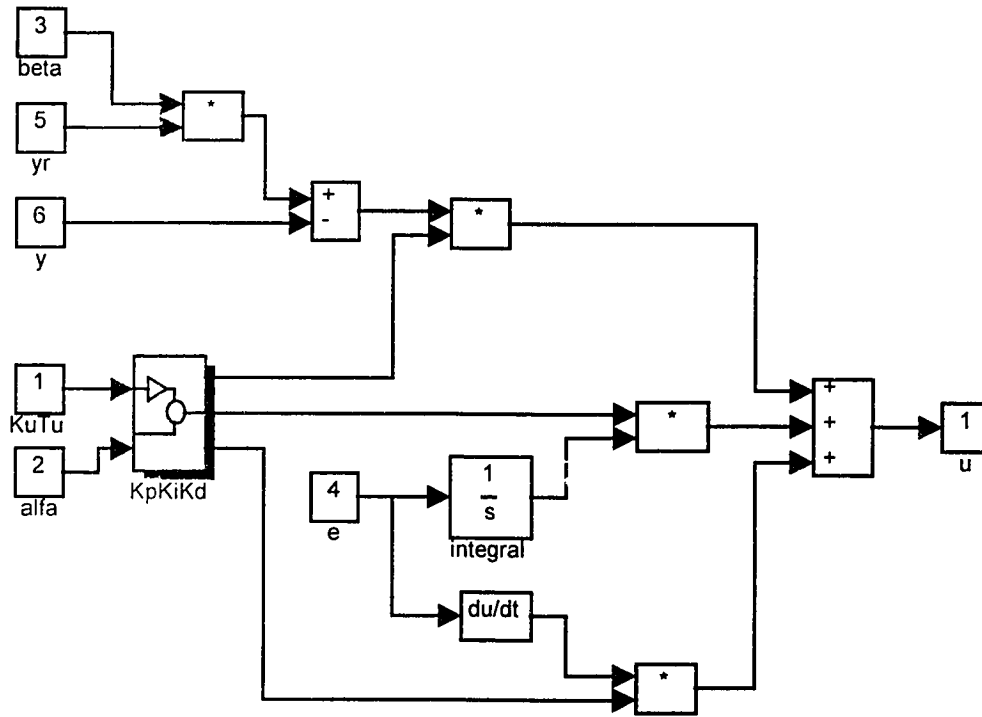 3
beta
*
5
yr
+
-
6
y
*
1
KuTu
2
alfa
KpKiKd
4
e
1
s
integral
*
du/dt
*
+
+
+
1
u